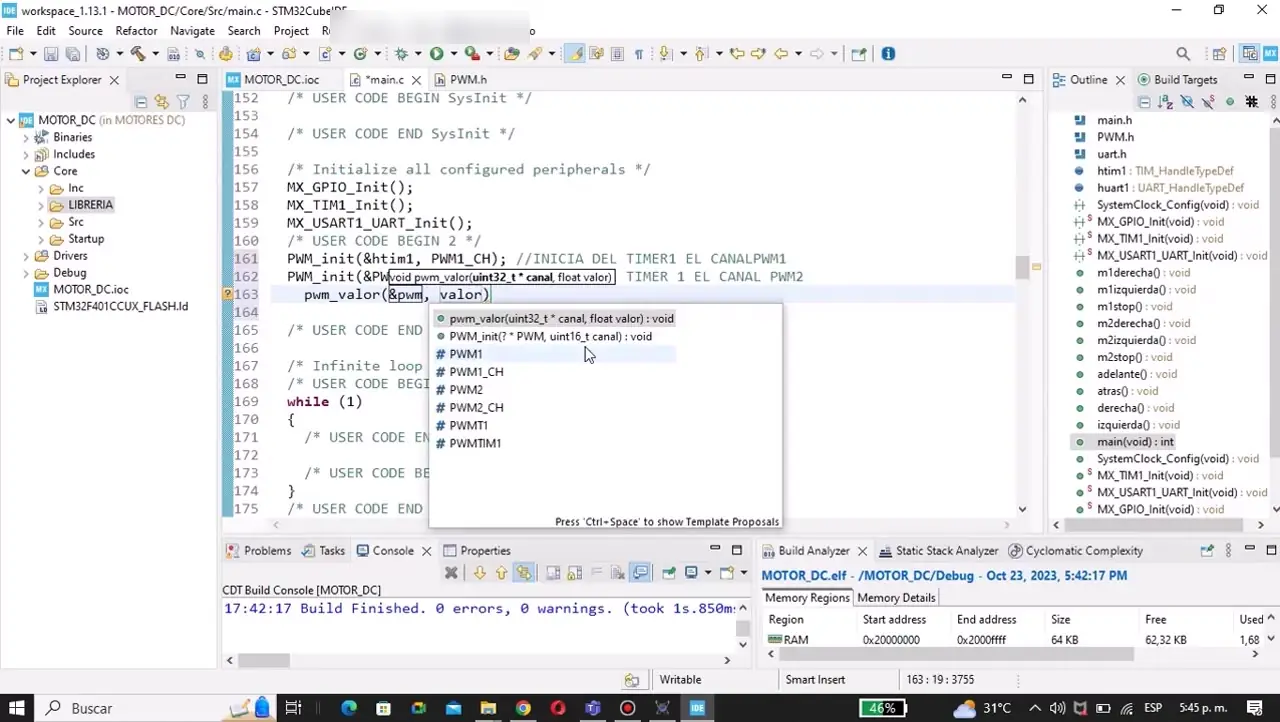 workspace_1.13.1 - MOTOR_DC/Core/Src/main.c - STM32CubeIDE
File Edit Source Refactor Navigate Search Project
Project Explorer
MOTOR_DC (in MOTORES DC)
Binaries
Includes
Core
Inc
LIBRERIA
Src
Startup
Drivers
Debug
MOTOR_DC.ioc
STM32F401CCUX_FLASH.ld
MOTOR_DC.ioc *main.c PWM.h
152 /* USER CODE BEGIN SysInit */
153
154 /* USER CODE END SysInit */
155
156 /* Initialize all configured peripherals */
157 MX_GPIO_Init();
158 MX_TIM1_Init();
159 MX_USART1_UART_Init();
160 /* USER CODE BEGIN 2 */
161 PWM_init(&htim1, PWM1_CH); //INICIA DEL TIMER1 EL CANALPWM1
162 PWM_init(&PW TIMER 1 EL CANAL PWM2
void pwm_valor(uint32_t * canal, float valor)
163 pwm_valor(&pwm, valor)
164
165 /* USER CODE END
166
167 /* Infinite loop
168 /* USER CODE BEG
169 while (1)
170 {
171 /* USER CODE EN
172
173 /* USER CODE BE
174 }
175 /* USER CODE END
pwm_valor(uint32_t * canal, float valor) : void
PWM_init(? * PWM, uint16_t canal) : void
# PWM1
# PWM1_CH
# PWM2
# PWM2_CH
# PWMT1
# PWMTIM1
Press 'Ctrl+Space' to show Template Proposals
Outline Build Targets
main.h
PWM.h
uart.h
htim1 : TIM_HandleTypeDef
huart1 : UART_HandleTypeDef
SystemClock_Config(void) : void
MX_GPIO_Init(void) : void
MX_TIM1_Init(void) : void
MX_USART1_UART_Init(void) : void
m1derecha() : void
m1izquierda() : void
m1stop() : void
m2derecha() : void
m2izquierda() : void
m2stop() : void
adelante() : void
atras() : void
derecha() : void
izquierda() : void
main(void) : int
SystemClock_Config(void) : void
MX_TIM1_Init(void) : void
MX_USART1_UART_Init(void) : void
MX_GPIO_Init(void) : void
Problems Tasks Console Properties
CDT Build Console [MOTOR_DC]
17:42:17 Build Finished. 0 errors, 0 warnings. (took 1s.850ms
Build Analyzer Static Stack Analyzer Cyclomatic Complexity
MOTOR_DC.elf - /MOTOR_DC/Debug - Oct 23, 2023, 5:42:17 PM
Memory Regions Memory Details
Region Start address End address Size Free Used
RAM 0x20000000 0x2000ffff 64 KB 62,32 KB 1,68
Writable Smart Insert 163 : 19 : 3755
Buscar 46% 31°C ESP 5:45 p. m.